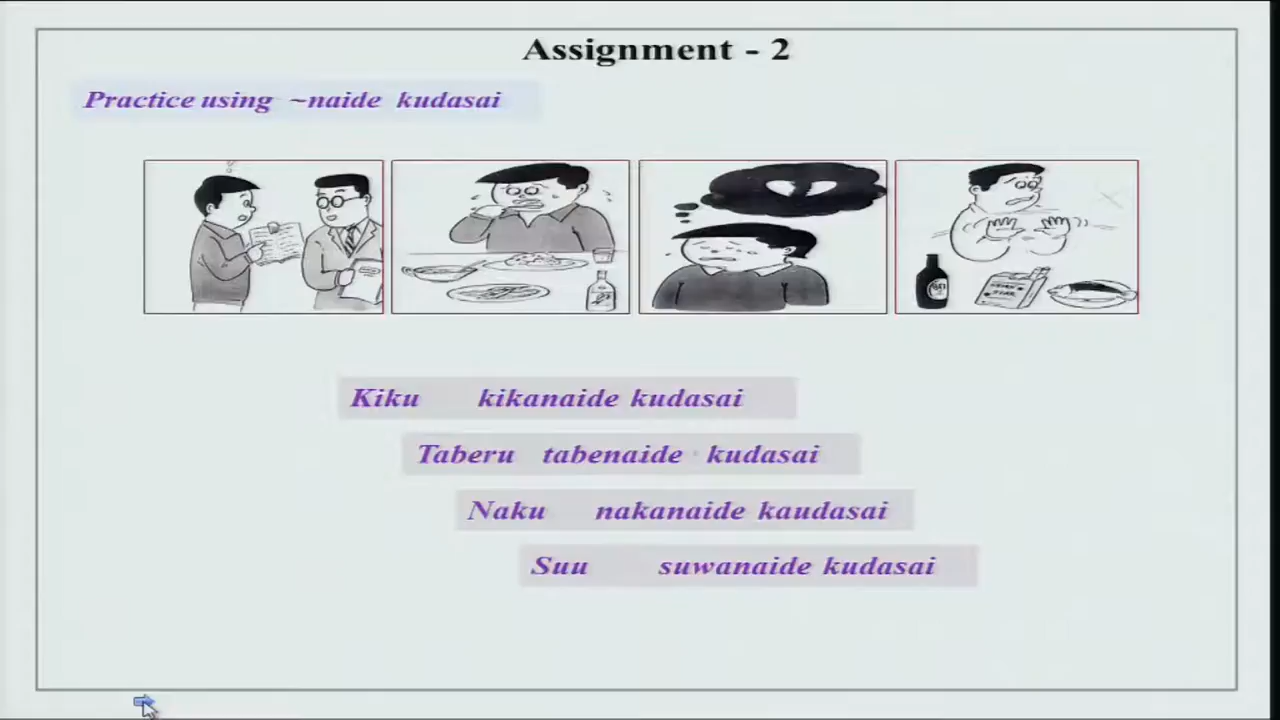 Assignment - 2
Practice using ~naide kudasai
Kiku kikanaide kudasai
Taberu tabenaide kudasai
Naku nakanaide kaudasai
Suu suwanaide kudasai